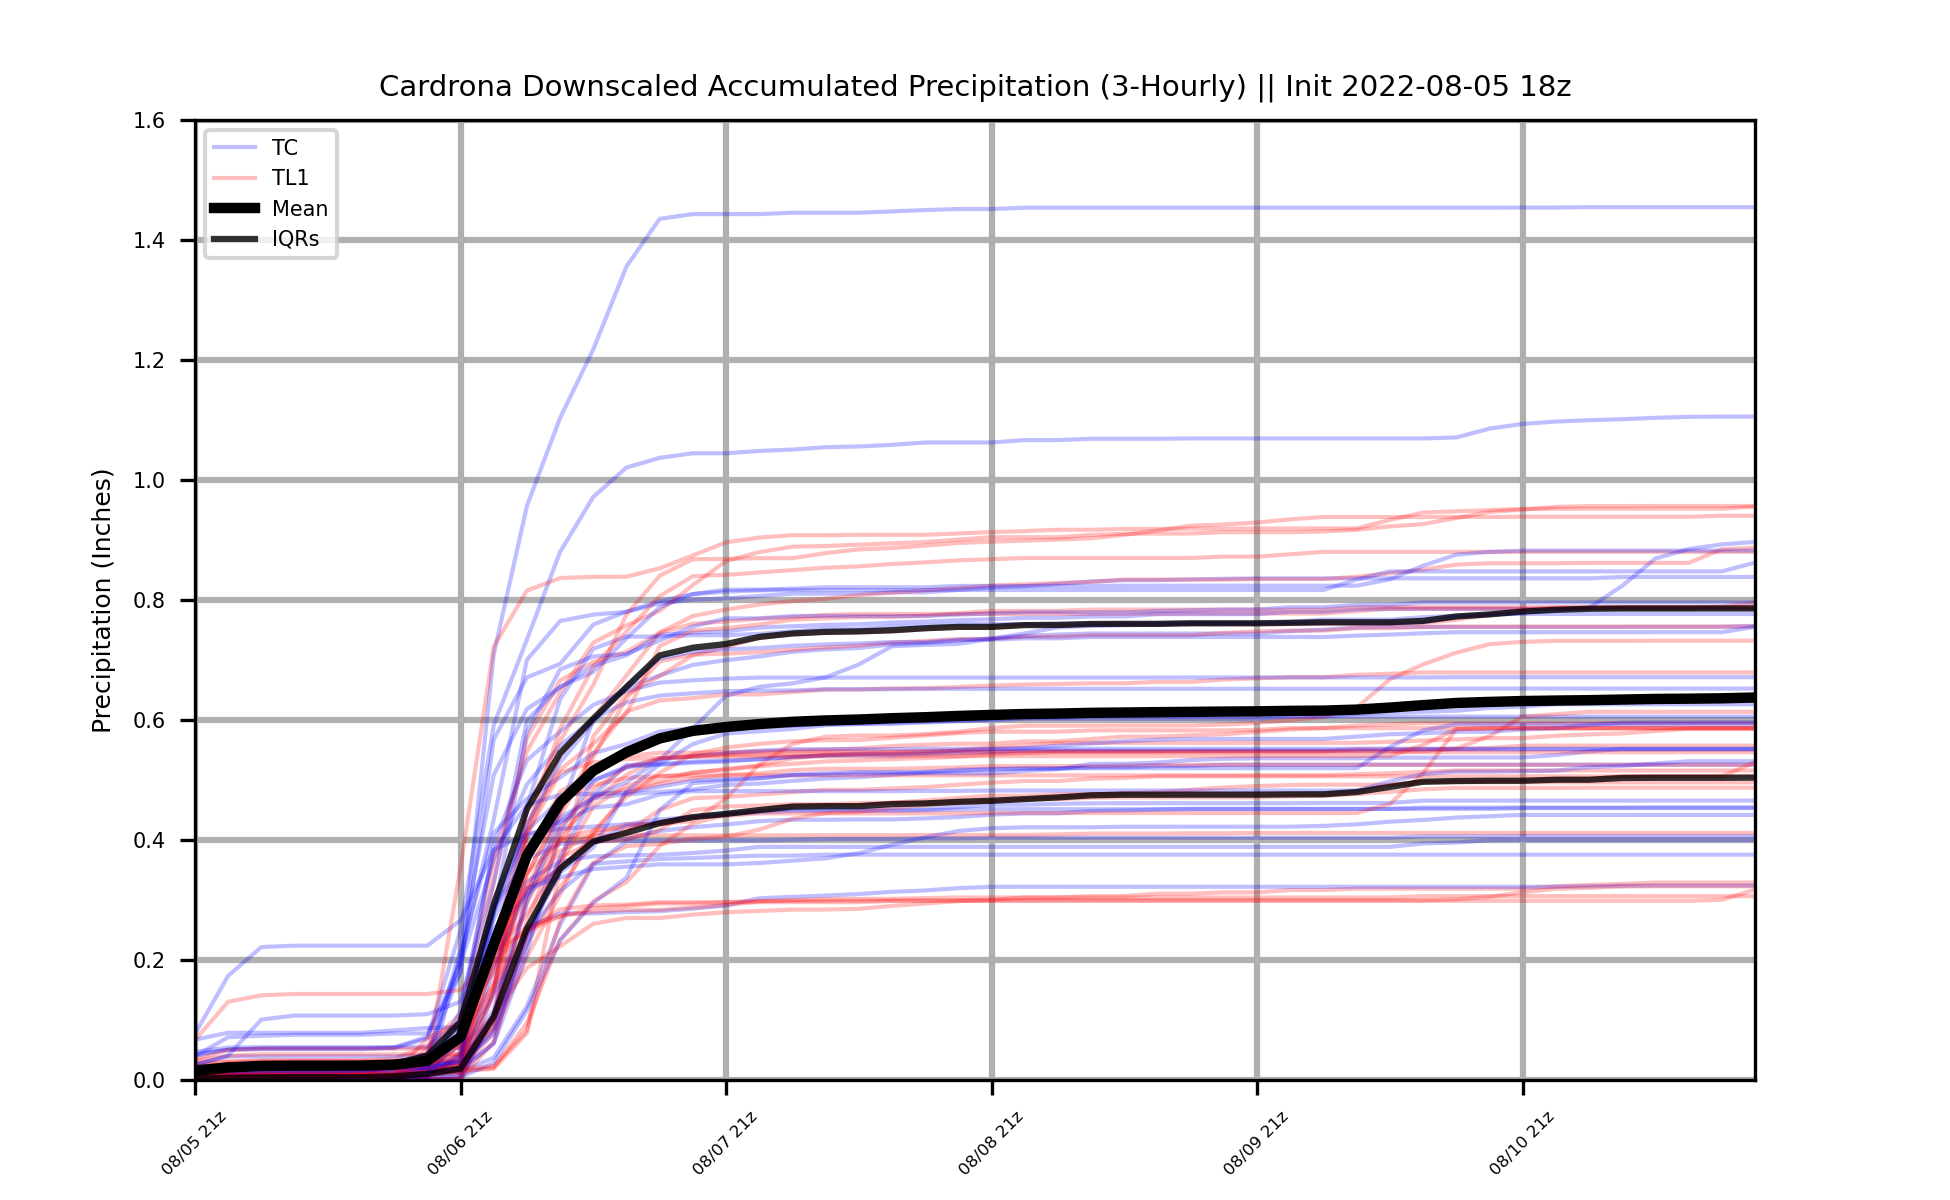 Cardrona Downscaled Accumulated Precipitation (3-Hourly) || Init 2022-08-05 18z
Precipitation (Inches)
1.6
1.4
1.2
1.0
0.8
0.6
0.4
0.2
0.0
TC
TL1
Mean
IQRs
08/05 21z
08/06 21z
08/07 21z
08/08 21z
08/09 21z
08/10 21z